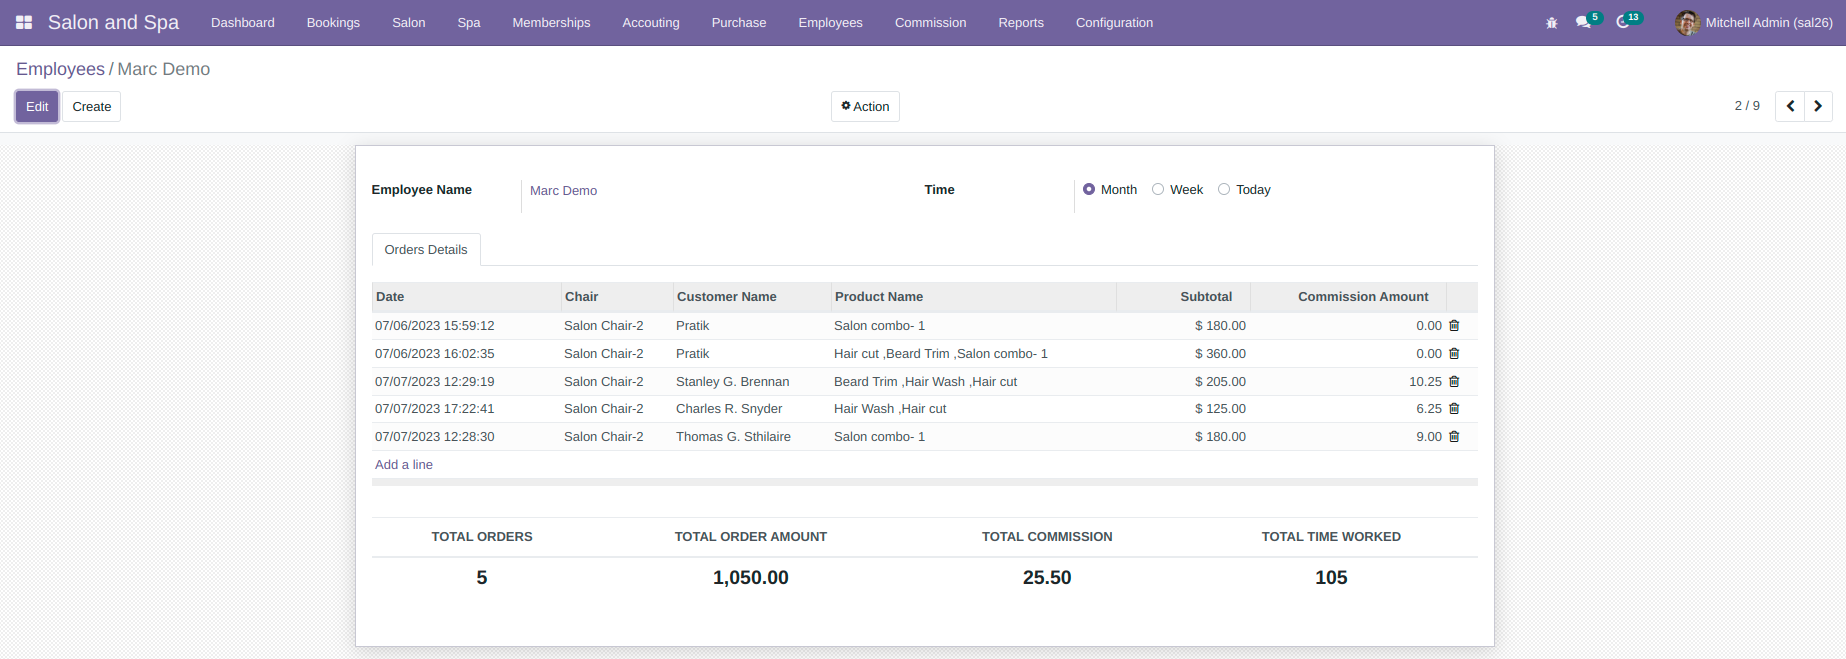 Salon and Spa Dashboard Bookings Salon Spa Memberships Accouting Purchase Employees Commission Reports Configuration 5 13 Mitchell Admin (sal26)
Employees / Marc Demo
Edit Create Action 2 / 9
Employee Name Marc Demo Time Month Week Today
Orders Details
Date Chair Customer Name Product Name Subtotal Commission Amount
07/06/2023 15:59:12 Salon Chair-2 Pratik Salon combo- 1 $ 180.00 0.00
07/06/2023 16:02:35 Salon Chair-2 Pratik Hair cut ,Beard Trim ,Salon combo- 1 $ 360.00 0.00
07/07/2023 12:29:19 Salon Chair-2 Stanley G. Brennan Beard Trim ,Hair Wash ,Hair cut $ 205.00 10.25
07/07/2023 17:22:41 Salon Chair-2 Charles R. Snyder Hair Wash ,Hair cut $ 125.00 6.25
07/07/2023 12:28:30 Salon Chair-2 Thomas G. Sthilaire Salon combo- 1 $ 180.00 9.00
Add a line
TOTAL ORDERS TOTAL ORDER AMOUNT TOTAL COMMISSION TOTAL TIME WORKED
5 1,050.00 25.50 105